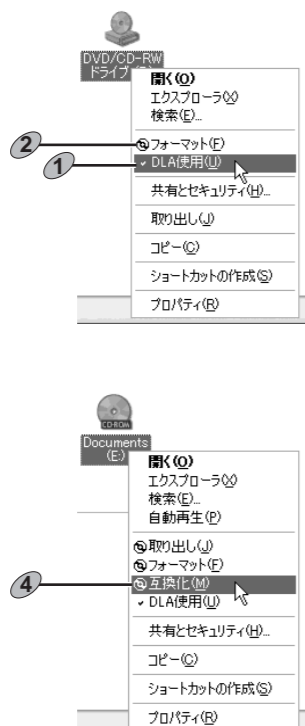 DVD/CD-RW
ドライブ
開く(O)
エクスプローラ(X)
検索(E)...
2
フォーマット(F)
1
DLA使用(U)
共有とセキュリティ(H)...
取り出し(J)
コピー(C)
ショートカットの作成(S)
プロパティ(R)
CD-ROM
Documents
(E:)
開く(O)
エクスプローラ(X)
検索(E)...
自動再生(P)
取り出し(J)
フォーマット(F)
4
互換化(M)
DLA使用(U)
共有とセキュリティ(H)...
コピー(C)
ショートカットの作成(S)
プロパティ(R)